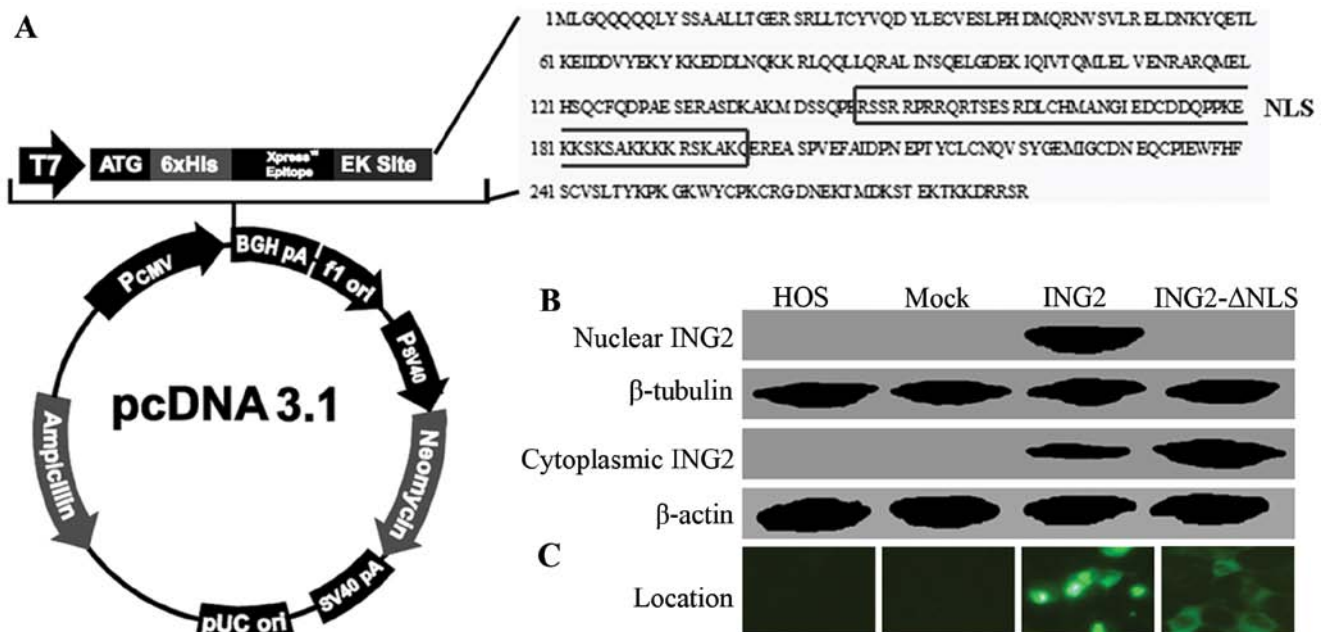 A
1 MLGQQQQQLY SSAALLTGER SRLLTCYVQD YLECVESLPH DMQRNVSVLR ELDNKYQETL
61 KEIDDVYEKY KKEDDLNQKK RLQQLLQRAL INSQELGDEK IQIVTQMLEL VENRARQMEL
121 HSQCFQDPAE SERASDKAKM DSSQPERSSR RPRRQRTSES RDLCHMANGI EDCDDQPPKE
NLS
181 KKSKSAKKKK RSKAKQEREA SPVEFAIDPN EPTYCLCNQV SYGEMIGCDN EQCPIEWFHF
241 SCVSLTYKPK GKWYCPKCRG DNEKTMDKST EKTKKDRRSR
T7
ATG
6xHis
Xpress™
Epitope
EK Site
PCMV
BGH pA
f1 ori
PSV40
Neomycin
SV40 pA
pUC ori
Ampicillin
pcDNA 3.1
B
HOS Mock ING2 ING2-ΔNLS
Nuclear ING2
β-tubulin
Cytoplasmic ING2
β-actin
C
Location